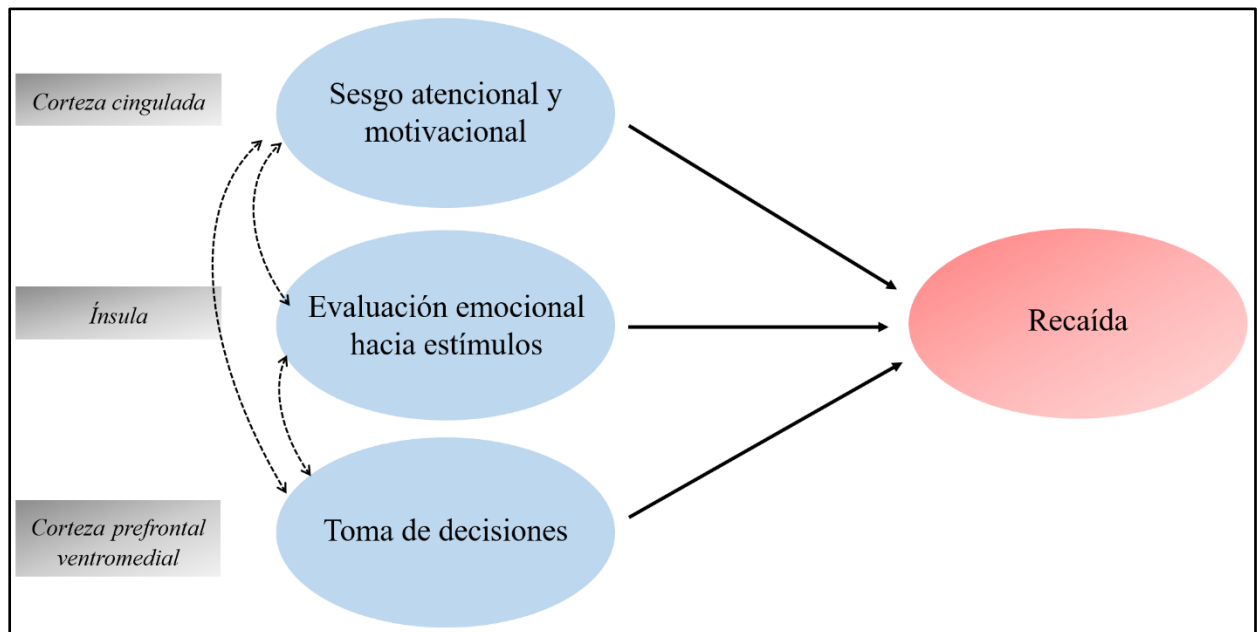 Corteza cingulada
Sesgo atencional y
motivacional
Ínsula
Evaluación emocional
hacia estímulos
Recaída
Corteza prefrontal
ventromedial
Toma de decisiones